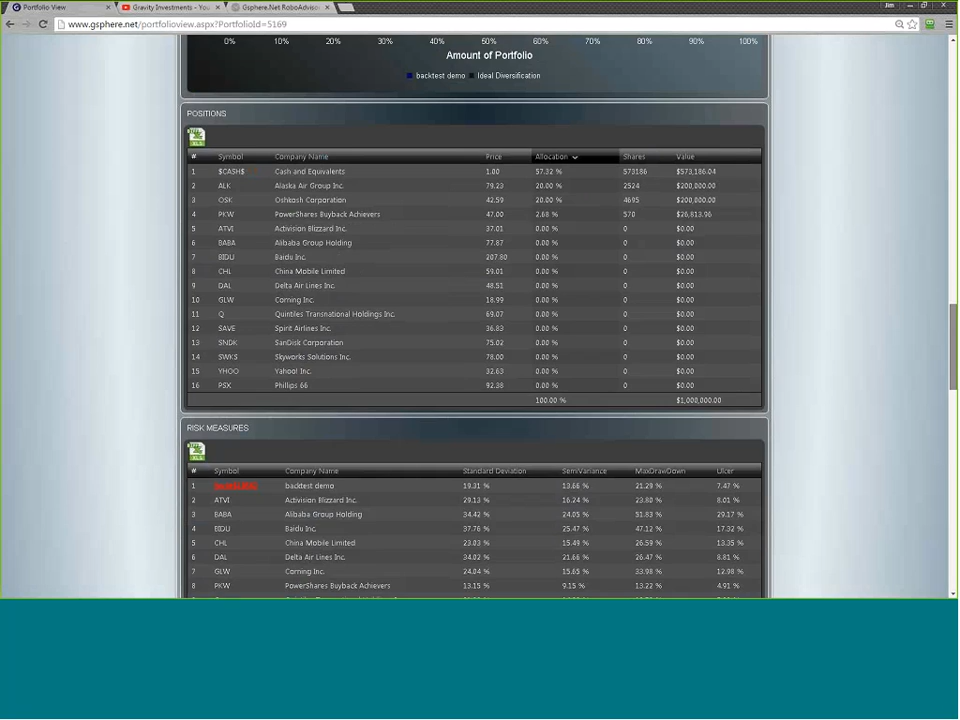 Portfolio View
Gravity Investments – You
Gsphere.Net RoboAdvisor
Jim
www.gsphere.net/portfolioview.aspx?PortfolioId=5169
0% 10% 20% 30% 40% 50% 60% 70% 80% 90% 100%
Amount of Portfolio
backtest demo Ideal Diversification
POSITIONS
XLS
# Symbol Company Name Price Allocation Shares Value
1 $CASH$ Cash and Equivalents 1.00 57.32 % 573186 $573,186.04
2 ALK Alaska Air Group Inc. 79.23 20.00 % 2524 $200,000.00
3 OSK Oshkosh Corporation 42.59 20.00 % 4695 $200,000.00
4 PKW PowerShares Buyback Achievers 47.00 2.68 % 570 $26,813.96
5 ATVI Activision Blizzard Inc. 37.01 0.00 % 0 $0.00
6 BABA Alibaba Group Holding 77.87 0.00 % 0 $0.00
7 BIDU Baidu Inc. 207.80 0.00 % 0 $0.00
8 CHL China Mobile Limited 59.01 0.00 % 0 $0.00
9 DAL Delta Air Lines Inc. 48.51 0.00 % 0 $0.00
10 GLW Corning Inc. 18.99 0.00 % 0 $0.00
11 Q Quintiles Transnational Holdings Inc. 69.07 0.00 % 0 $0.00
12 SAVE Spirit Airlines Inc. 36.83 0.00 % 0 $0.00
13 SNDK SanDisk Corporation 75.02 0.00 % 0 $0.00
14 SWKS Skyworks Solutions Inc. 78.00 0.00 % 0 $0.00
15 YHOO Yahoo! Inc. 32.63 0.00 % 0 $0.00
16 PSX Phillips 66 92.38 0.00 % 0 $0.00
100.00 % $1,000,000.00
RISK MEASURES
XLS
# Symbol Company Name Standard Deviation SemiVariance MaxDrawDown Ulcer
1 backtest demo 19.31 % 13.66 % 21.29 % 7.47 %
2 ATVI Activision Blizzard Inc. 29.13 % 16.24 % 23.80 % 8.01 %
3 BABA Alibaba Group Holding 34.42 % 24.05 % 51.83 % 29.17 %
4 BIDU Baidu Inc. 37.76 % 25.47 % 47.12 % 17.32 %
5 CHL China Mobile Limited 23.03 % 15.49 % 26.59 % 13.35 %
6 DAL Delta Air Lines Inc. 34.02 % 21.66 % 26.47 % 8.81 %
7 GLW Corning Inc. 24.04 % 15.65 % 33.98 % 12.98 %
8 PKW PowerShares Buyback Achievers 13.15 % 9.15 % 13.22 % 4.91 %